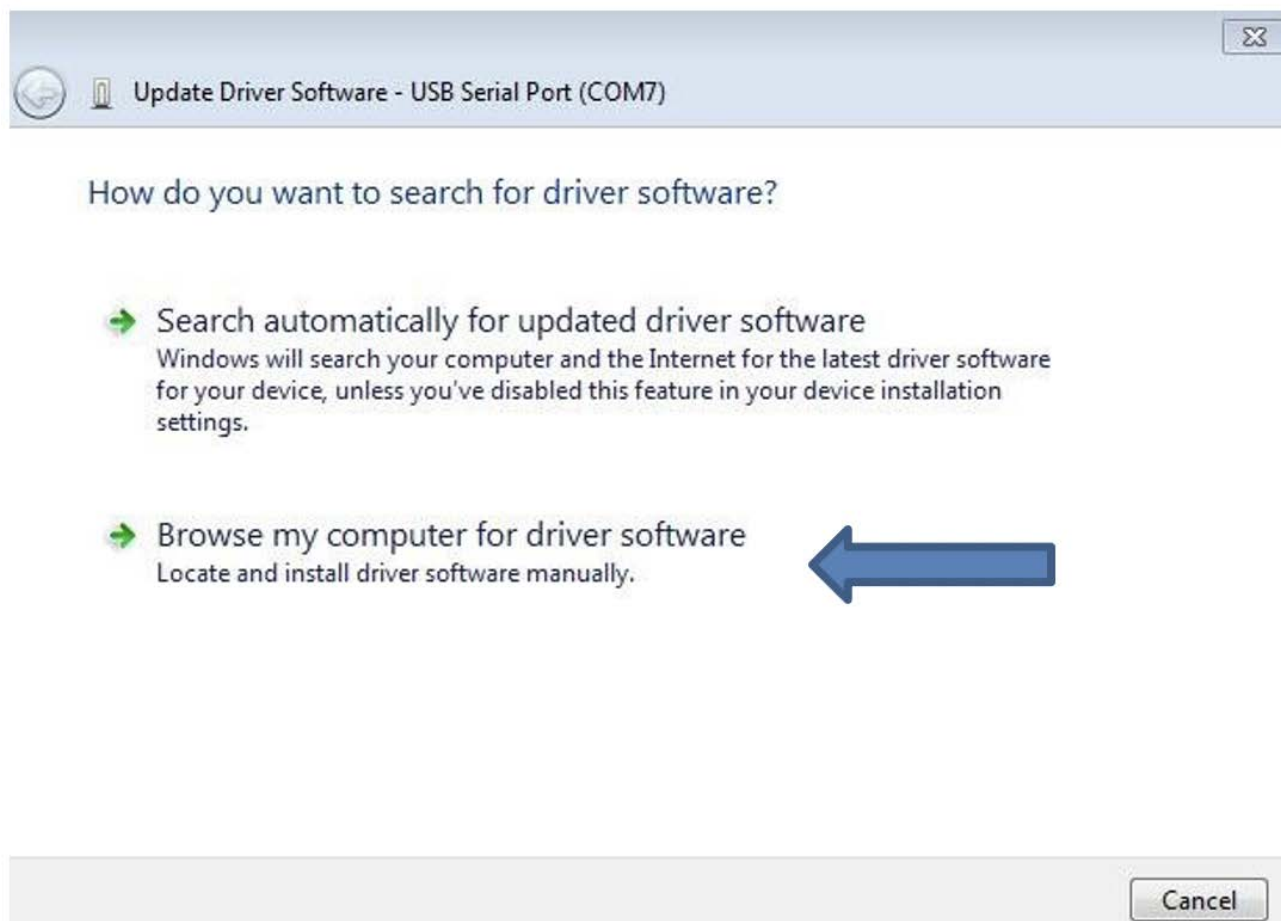 Update Driver Software - USB Serial Port (COM7)
How do you want to search for driver software?
Search automatically for updated driver software
Windows will search your computer and the Internet for the latest driver software
for your device, unless you've disabled this feature in your device installation
settings.
Browse my computer for driver software
Locate and install driver software manually.
Cancel